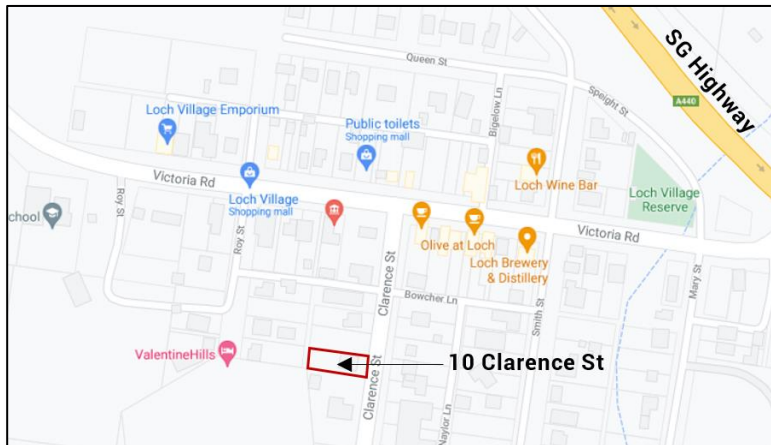 SG Highway
Queen St
Speight St
A440
Bigelow Ln
Loch Village Emporium
Public toilets
Shopping mall
Loch Wine Bar
Victoria Rd
Loch Village
Shopping mall
Loch Village
Reserve
Roy St
chool
Roy St
Olive at Loch
Victoria Rd
Loch Brewery
& Distillery
Clarence St
Mary St
Bowcher Ln
Smith St
ValentineHills
10 Clarence St
Clarence St
Naylor Ln